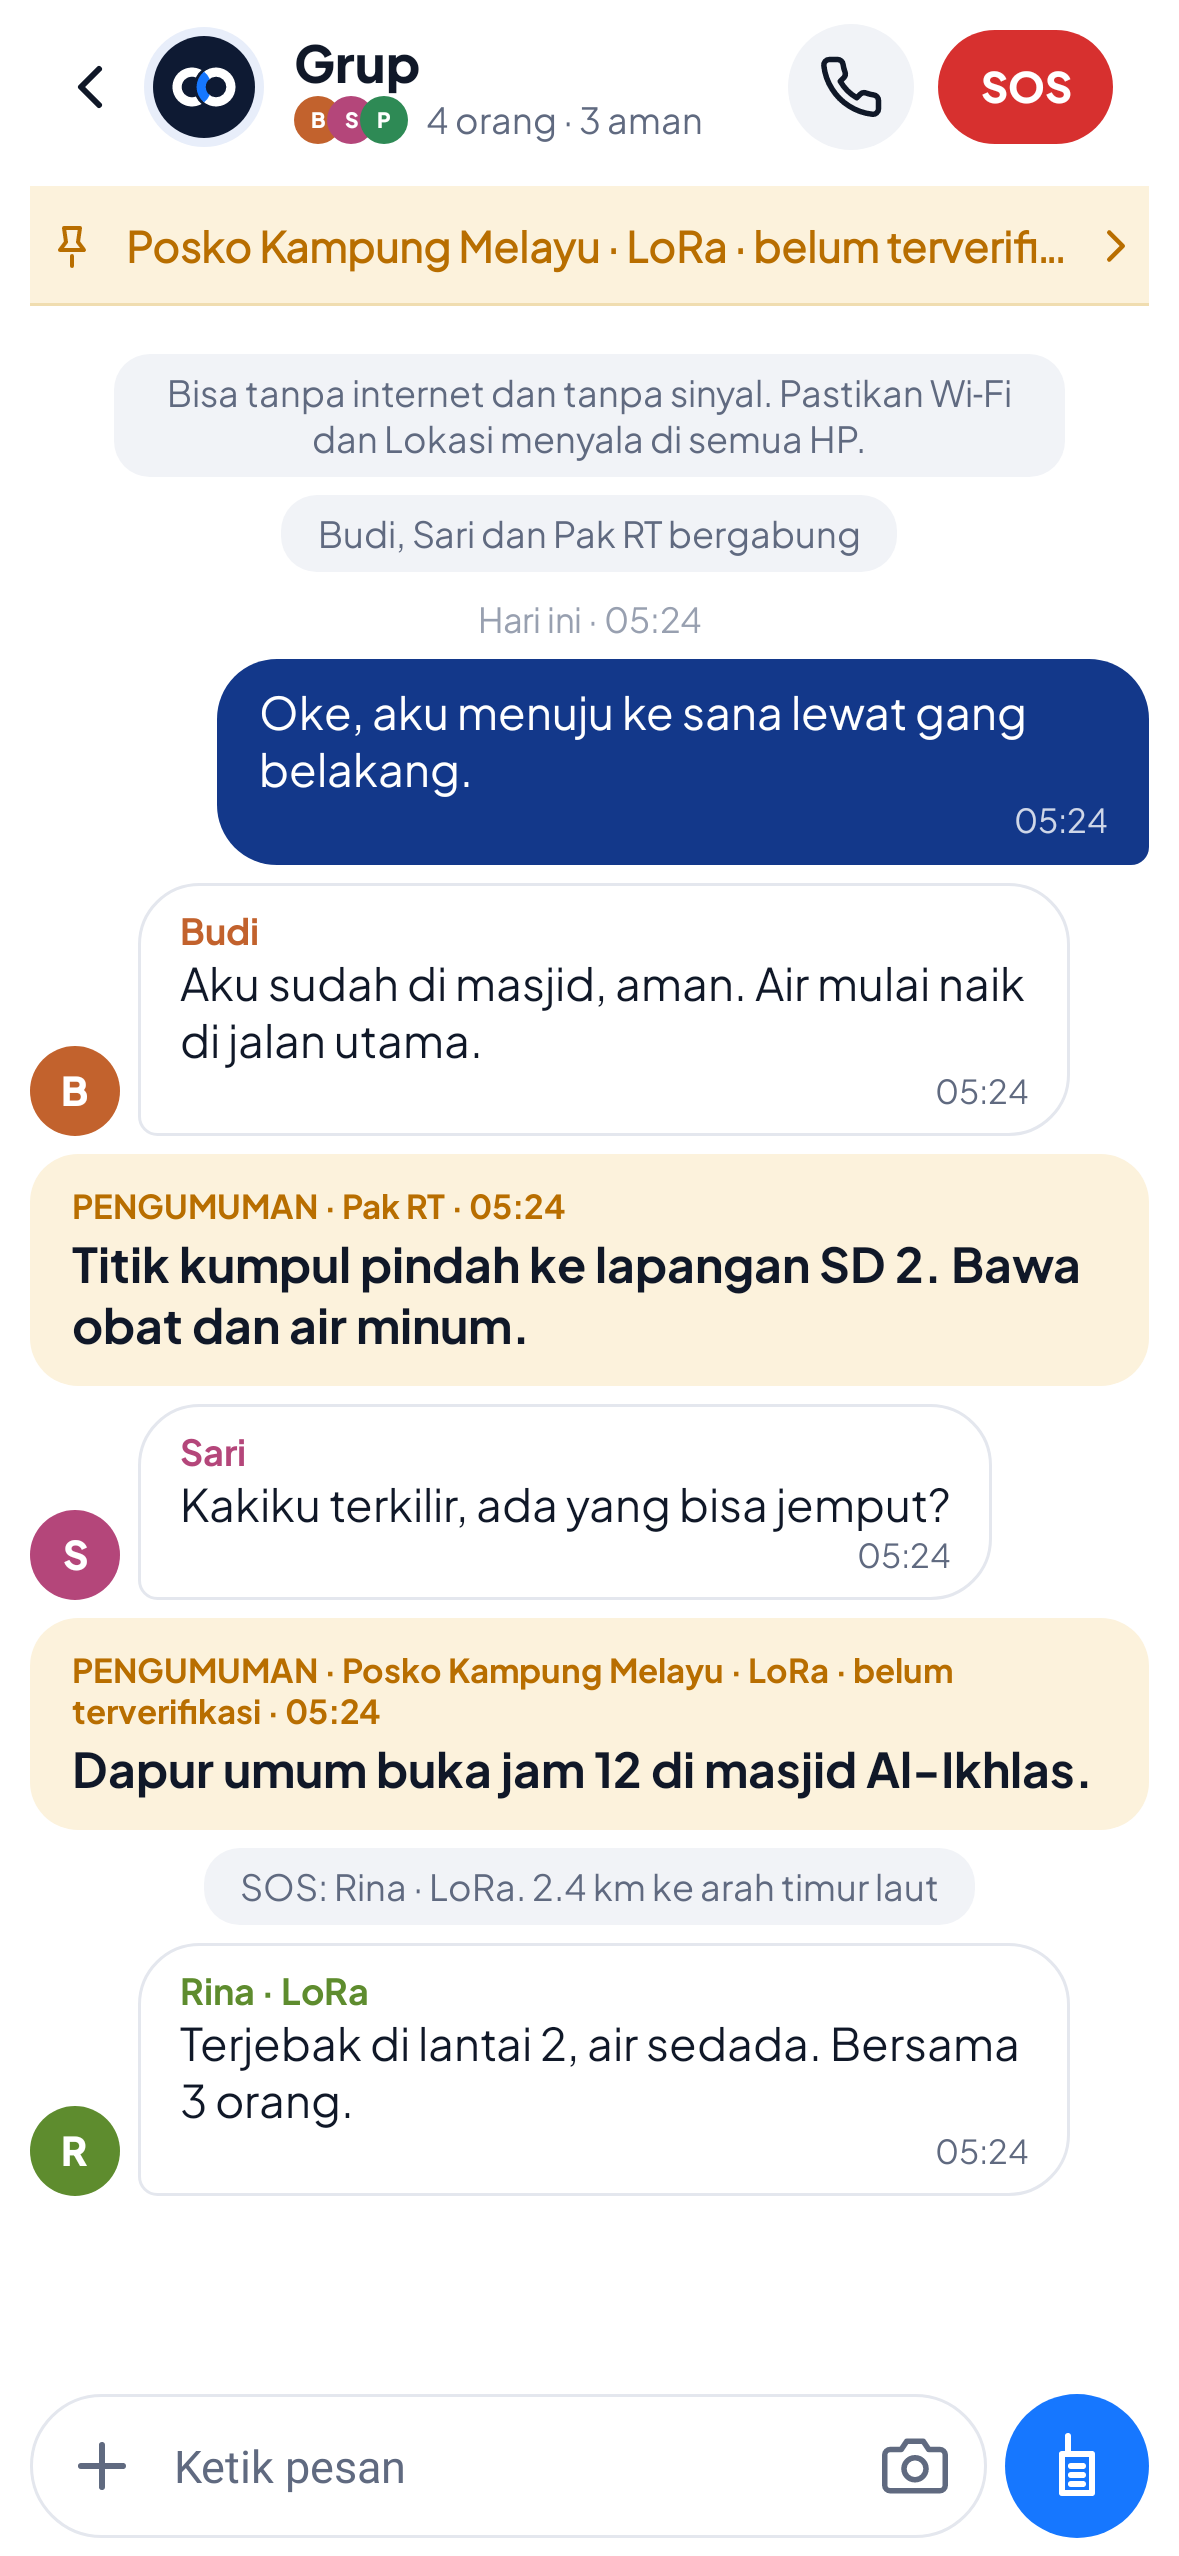 Grup
SOS
B S P 4 orang · 3 aman
Posko Kampung Melayu · LoRa · belum terverifi...
Bisa tanpa internet dan tanpa sinyal. Pastikan Wi-Fi
dan Lokasi menyala di semua HP.
Budi, Sari dan Pak RT bergabung
Hari ini · 05:24
Oke, aku menuju ke sana lewat gang
belakang.
05:24
Budi
Aku sudah di masjid, aman. Air mulai naik
di jalan utama.
05:24
B
PENGUMUMAN · Pak RT · 05:24
Titik kumpul pindah ke lapangan SD 2. Bawa
obat dan air minum.
Sari
Kakiku terkilir, ada yang bisa jemput?
05:24
S
PENGUMUMAN · Posko Kampung Melayu · LoRa · belum
terverifikasi · 05:24
Dapur umum buka jam 12 di masjid Al-Ikhlas.
SOS: Rina · LoRa. 2.4 km ke arah timur laut
Rina · LoRa
Terjebak di lantai 2, air sedada. Bersama
3 orang.
05:24
R
Ketik pesan